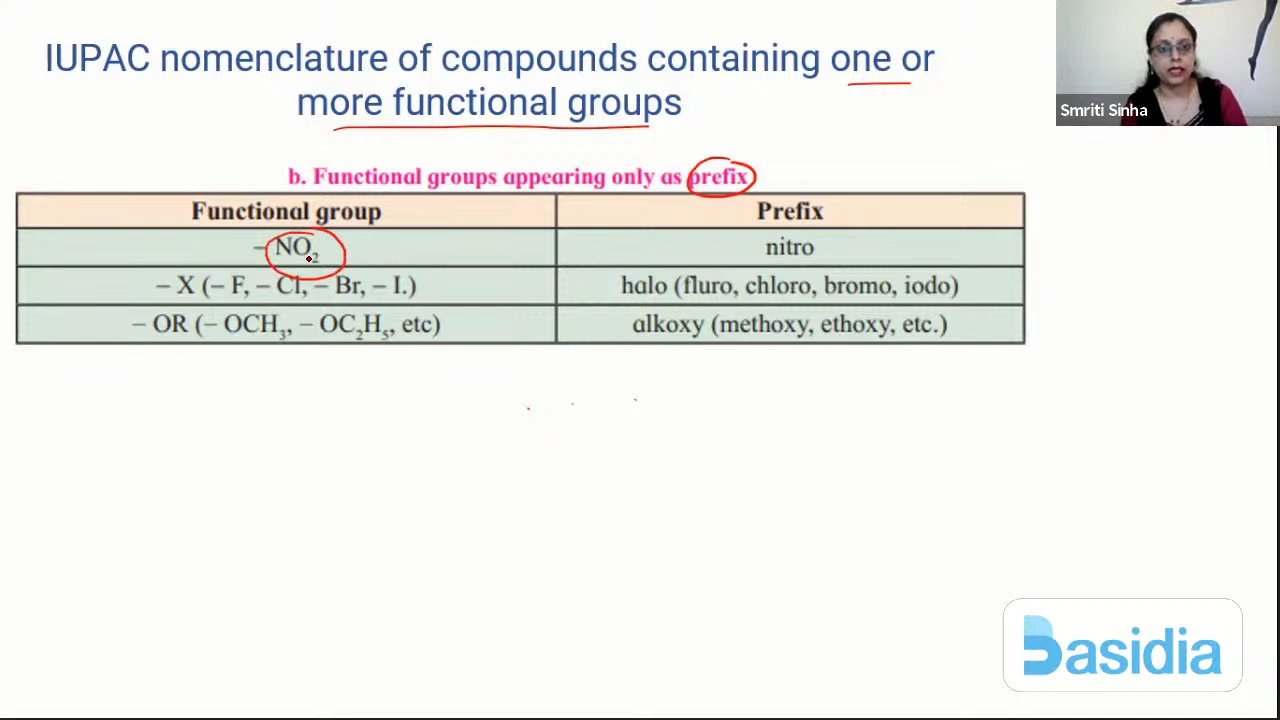 IUPAC nomenclature of compounds containing one or
more functional groups
Smriti Sinha
b. Functional groups appearing only as prefix
Functional group Prefix
– NO₂ nitro
– X (– F, – Cl, – Br, – I.) halo (fluro, chloro, bromo, iodo)
– OR (– OCH₃, – OC₂H₅, etc) alkoxy (methoxy, ethoxy, etc.)
Basidia